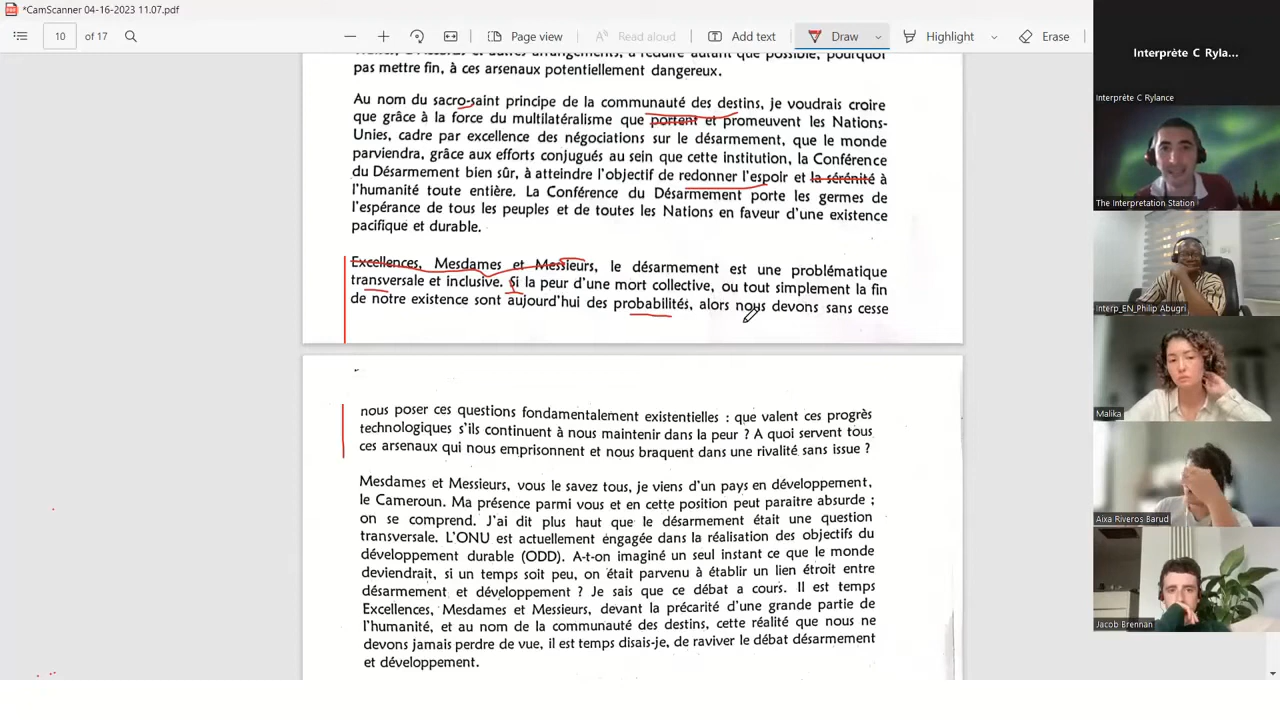 *CamScanner 04-16-2023 11.07.pdf
10 of 17
Page view
Read aloud
Add text
Draw
Highlight
Erase
pas mettre fin, à ces arsenaux potentiellement dangereux.
Au nom du sacro-saint principe de la communauté des destins, je voudrais croire
que grâce à la force du multilatéralisme que portent et promeuvent les Nations-
Unies, cadre par excellence des négociations sur le désarmement, que le monde
parviendra, grâce aux efforts conjugués au sein que cette institution, la Conférence
du Désarmement bien sûr, à atteindre l'objectif de redonner l'espoir et la sérénité à
l'humanité toute entière. La Conférence du Désarmement porte les germes de
l'espérance de tous les peuples et de toutes les Nations en faveur d'une existence
pacifique et durable.
Excellences, Mesdames et Messieurs, le désarmement est une problématique
transversale et inclusive. Si la peur d'une mort collective, ou tout simplement la fin
de notre existence sont aujourd'hui des probabilités, alors nous devons sans cesse
nous poser ces questions fondamentalement existentielles : que valent ces progrès
technologiques s'ils continuent à nous maintenir dans la peur ? A quoi servent tous
ces arsenaux qui nous emprisonnent et nous braquent dans une rivalité sans issue ?
Mesdames et Messieurs, vous le savez tous, je viens d'un pays en développement,
le Cameroun. Ma présence parmi vous et en cette position peut paraitre absurde ;
on se comprend. J'ai dit plus haut que le désarmement était une question
transversale. L'ONU est actuellement engagée dans la réalisation des objectifs du
développement durable (ODD). A-t-on imaginé un seul instant ce que le monde
deviendrait, si un temps soit peu, on était parvenu à établir un lien étroit entre
désarmement et développement ? Je sais que ce débat a cours. Il est temps
Excellences, Mesdames et Messieurs, devant la précarité d'une grande partie de
l'humanité, et au nom de la communauté des destins, cette réalité que nous ne
devons jamais perdre de vue, il est temps disais-je, de raviver le débat désarmement
et développement.
Interprète C Ryla...
Interprète C Rylance
The Interpretation Station
Interp_EN_Philip Abugri
Malika
Aixa Riveros Barud
Jacob Brennan